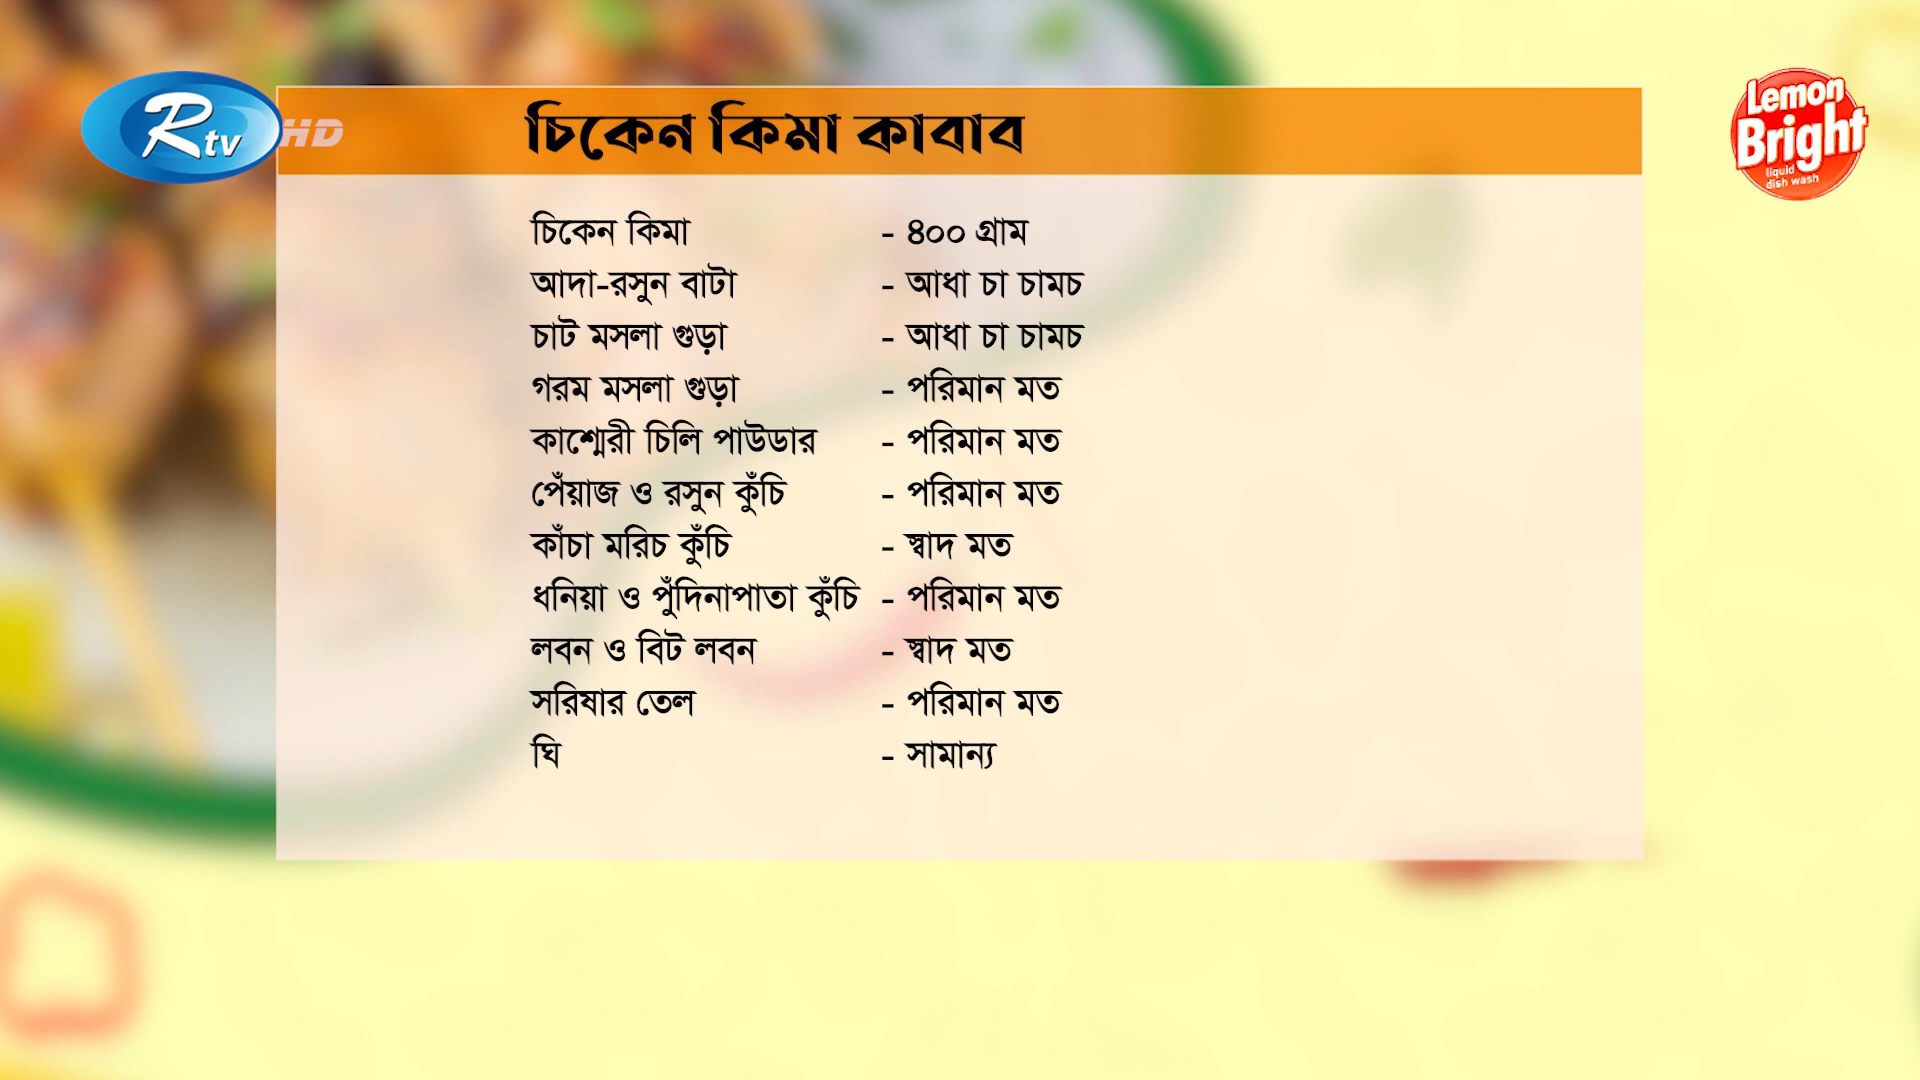 Rtv HD
Lemon
Bright
liquid
dish wash
চিকেন কিমা কাবাব
চিকেন কিমা - ৪০০ গ্রাম
আদা-রসুন বাটা - আধা চা চামচ
চাট মসলা গুড়া - আধা চা চামচ
গরম মসলা গুড়া - পরিমান মত
কাশ্মেরী চিলি পাউডার - পরিমান মত
পেঁয়াজ ও রসুন কুঁচি - পরিমান মত
কাঁচা মরিচ কুঁচি - স্বাদ মত
ধনিয়া ও পুঁদিনাপাতা কুঁচি - পরিমান মত
লবন ও বিট লবন - স্বাদ মত
সরিষার তেল - পরিমান মত
ঘি - সামান্য